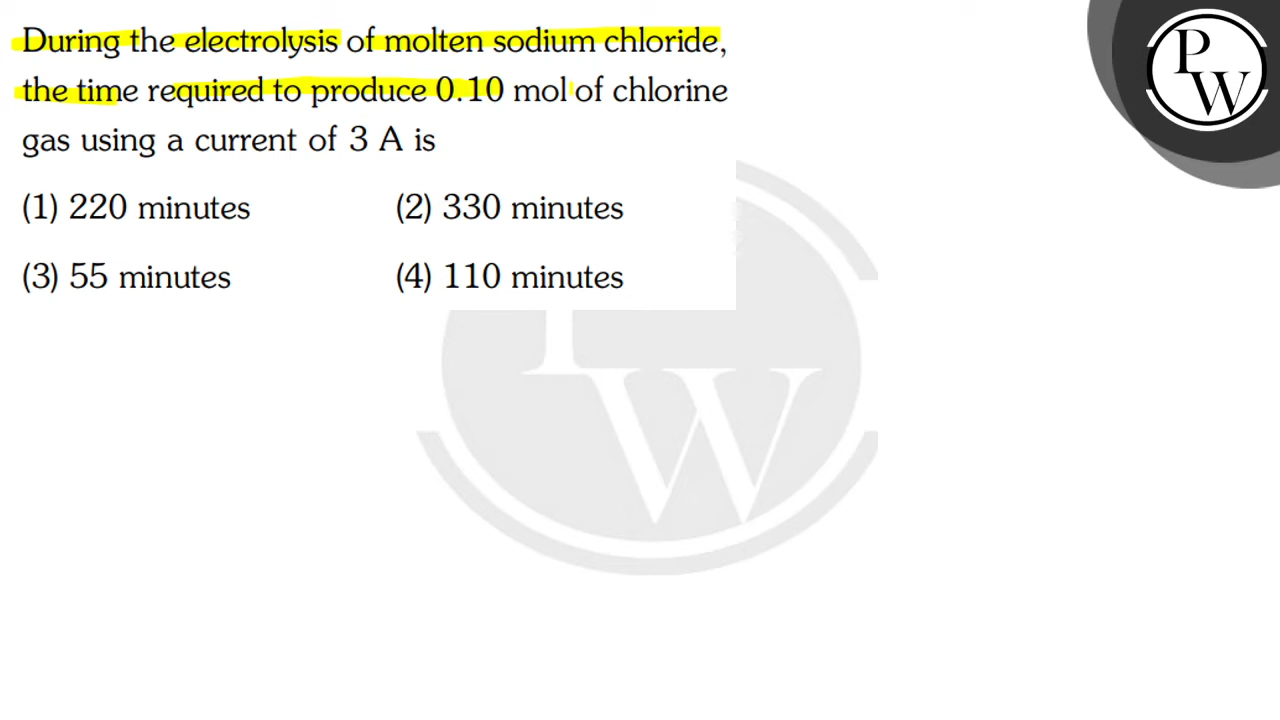 During the electrolysis of molten sodium chloride,
the time required to produce 0.10 mol of chlorine
gas using a current of 3 A is
(1) 220 minutes (2) 330 minutes
(3) 55 minutes (4) 110 minutes
P
W
W